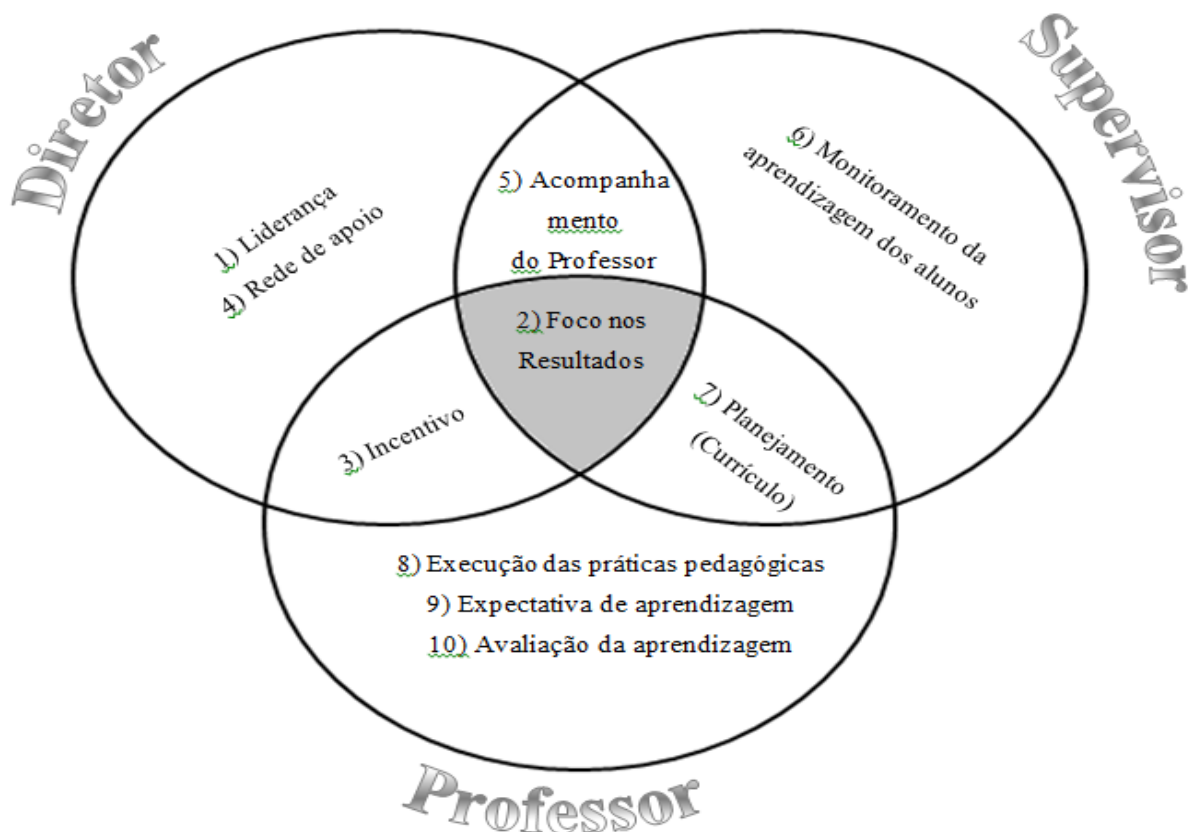 Diretor
Supervisor
1) Liderança
4) Rede de apoio
5) Acompanha
mento
do Professor
6) Monitoramento da
aprendizagem dos alunos
2) Foco nos
Resultados
3) Incentivo
7) Planejamento
(Currículo)
8) Execução das práticas pedagógicas
9) Expectativa de aprendizagem
10) Avaliação da aprendizagem
Professor